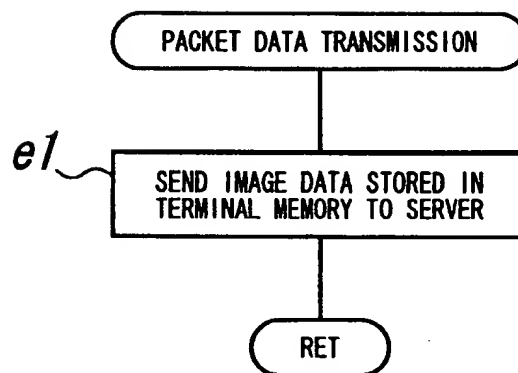 PACKET DATA TRANSMISSION
e1
SEND IMAGE DATA STORED IN
TERMINAL MEMORY TO SERVER
RET